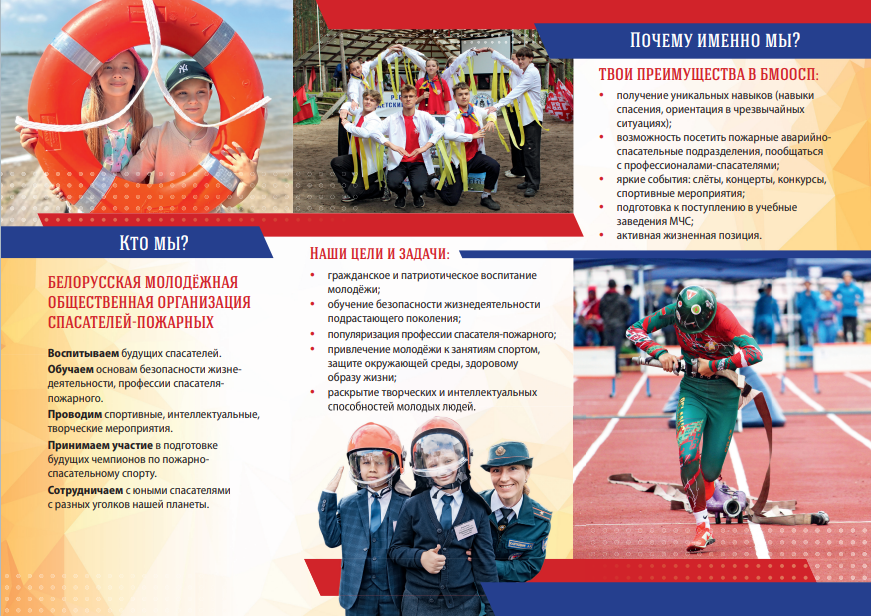 Кто мы?
БЕЛОРУССКАЯ МОЛОДЁЖНАЯ
ОБЩЕСТВЕННАЯ ОРГАНИЗАЦИЯ
СПАСАТЕЛЕЙ-ПОЖАРНЫХ
Воспитываем будущих спасателей.
Обучаем основам безопасности жизне-
деятельности, профессии спасателя-
пожарного.
Проводим спортивные, интеллектуальные,
творческие мероприятия.
Принимаем участие в подготовке
будущих чемпионов по пожарно-
спасательному спорту.
Сотрудничаем с юными спасателями
с разных уголков нашей планеты.
Наши цели и задачи:
• гражданское и патриотическое воспитание
молодёжи;
• обучение безопасности жизнедеятельности
подрастающего поколения;
• популяризация профессии спасателя-пожарного;
• привлечение молодёжи к занятиям спортом,
защите окружающей среды, здоровому
образу жизни;
• раскрытие творческих и интеллектуальных
способностей молодых людей.
Почему именно мы?
ТВОИ ПРЕИМУЩЕСТВА В БМООСП:
• получение уникальных навыков (навыки
спасения, ориентация в чрезвычайных
ситуациях);
• возможность посетить пожарные аварийно-
спасательные подразделения, пообщаться
с профессионалами-спасателями;
• яркие события: слёты, концерты, конкурсы,
спортивные мероприятия;
• подготовка к поступлению в учебные
заведения МЧС;
• активная жизненная позиция.